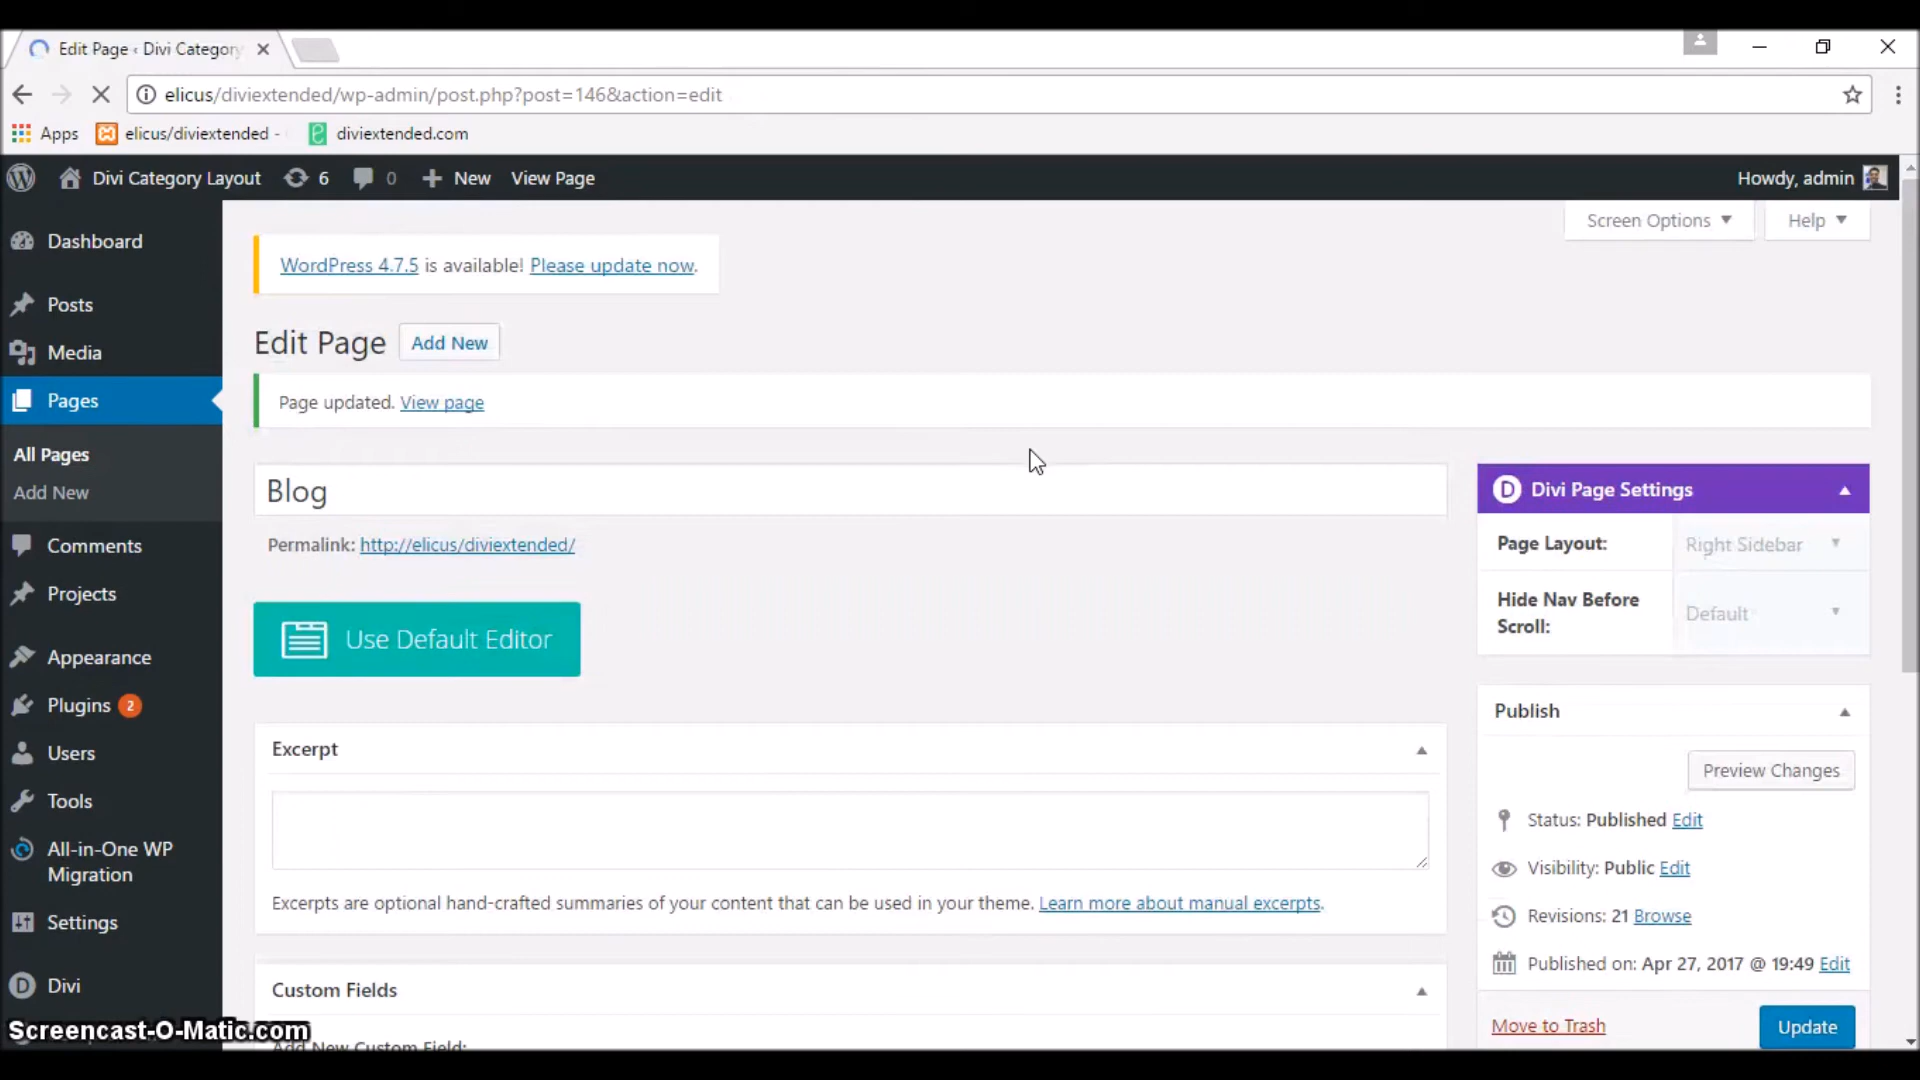 Edit Page ‹ Divi Category
elicus/diviextended/wp-admin/post.php?post=146&action=edit
Apps elicus/diviextended - diviextended.com
Divi Category Layout 6 0 New View Page Howdy, admin
Screen Options Help
Dashboard
Posts
Media
Pages
All Pages
Add New
Comments
Projects
Appearance
Plugins 2
Users
Tools
All-in-One WP
Migration
Settings
Divi
WordPress 4.7.5 is available! Please update now.
Edit Page Add New
Page updated. View page
Blog
Permalink: http://elicus/diviextended/
Use Default Editor
Excerpt
Excerpts are optional hand-crafted summaries of your content that can be used in your theme. Learn more about manual excerpts.
Custom Fields
Add New Custom Field:
Divi Page Settings
Page Layout: Right Sidebar
Hide Nav Before
Scroll: Default
Publish
Preview Changes
Status: Published Edit
Visibility: Public Edit
Revisions: 21 Browse
Published on: Apr 27, 2017 @ 19:49 Edit
Move to Trash Update
Screencast-O-Matic.com